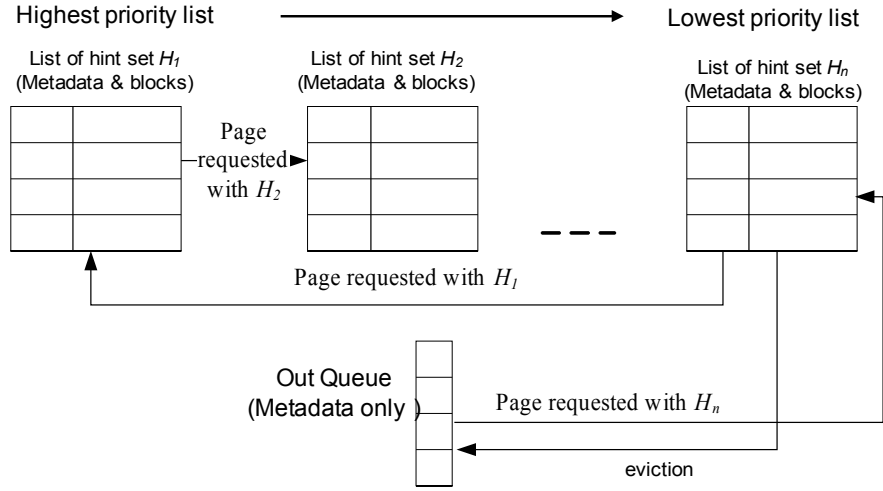 Highest priority list
Lowest priority list
List of hint set H1
(Metadata & blocks)
List of hint set H2
(Metadata & blocks)
List of hint set Hn
(Metadata & blocks)
Page
requested
with H2
Page requested with H1
Out Queue
(Metadata only )
Page requested with Hn
eviction